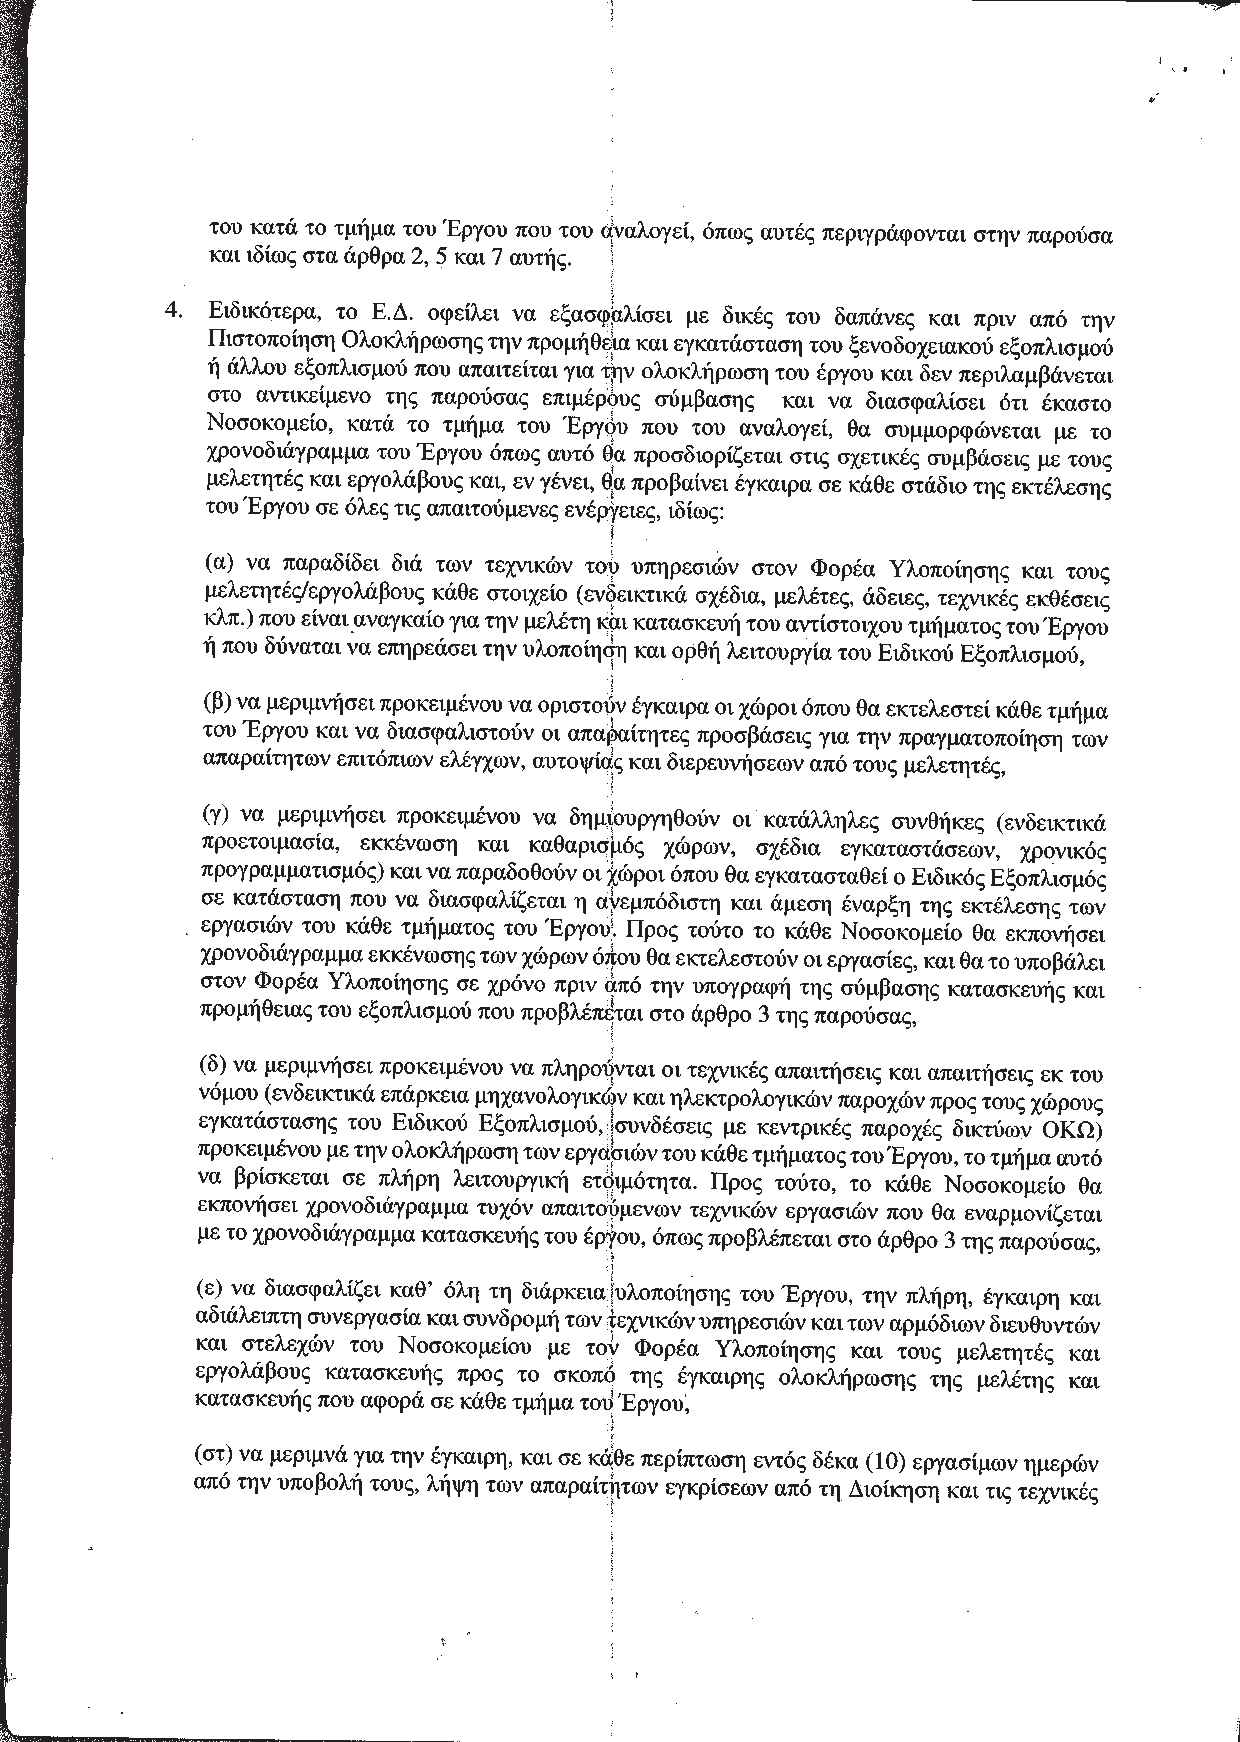 του κατά το τμήμα του Έργου που του αναλογεί, όπως αυτές περιγράφονται στην παρούσα
και ιδίως στα άρθρα 2, 5 και 7 αυτής.
4. Ειδικότερα, το Ε.Δ. οφείλει να εξασφαλίσει με δικές του δαπάνες και πριν από την
Πιστοποίηση Ολοκλήρωσης την προμήθεια και εγκατάσταση του ξενοδοχειακού εξοπλισμού
ή άλλου εξοπλισμού που απαιτείται για την ολοκλήρωση του έργου και δεν περιλαμβάνεται
στο αντικείμενο της παρούσας επιμέρους σύμβασης και να διασφαλίσει ότι έκαστο
Νοσοκομείο, κατά το τμήμα του Έργου που του αναλογεί, θα συμμορφώνεται με το
χρονοδιάγραμμα του Έργου όπως αυτό θα προσδιορίζεται στις σχετικές συμβάσεις με τους
μελετητές και εργολάβους και, εν γένει, θα προβαίνει έγκαιρα σε κάθε στάδιο της εκτέλεσης
του Έργου σε όλες τις απαιτούμενες ενέργειες, ιδίως:
(α) να παραδίδει διά των τεχνικών του υπηρεσιών στον Φορέα Υλοποίησης και τους
μελετητές/εργολάβους κάθε στοιχείο (ενδεικτικά σχέδια, μελέτες, άδειες, τεχνικές εκθέσεις
κλπ.) που είναι αναγκαίο για την μελέτη και κατασκευή του αντίστοιχου τμήματος του Έργου
ή που δύναται να επηρεάσει την υλοποίηση και ορθή λειτουργία του Ειδικού Εξοπλισμού,
(β) να μεριμνήσει προκειμένου να οριστούν έγκαιρα οι χώροι όπου θα εκτελεστεί κάθε τμήμα
του Έργου και να διασφαλιστούν οι απαραίτητες προσβάσεις για την πραγματοποίηση των
απαραίτητων επιτόπιων ελέγχων, αυτοψίας και διερευνήσεων από τους μελετητές,
(γ) να μεριμνήσει προκειμένου να δημιουργηθούν οι κατάλληλες συνθήκες (ενδεικτικά
προετοιμασία, εκκένωση και καθαρισμός χώρων, σχέδια εγκαταστάσεων, χρονικός
προγραμματισμός) και να παραδοθούν οι χώροι όπου θα εγκατασταθεί ο Ειδικός Εξοπλισμός
σε κατάσταση που να διασφαλίζεται η ανεμπόδιστη και άμεση έναρξη της εκτέλεσης των
εργασιών του κάθε τμήματος του Έργου. Προς τούτο το κάθε Νοσοκομείο θα εκπονήσει
χρονοδιάγραμμα εκκένωσης των χώρων όπου θα εκτελεστούν οι εργασίες, και θα το υποβάλει
στον Φορέα Υλοποίησης σε χρόνο πριν από την υπογραφή της σύμβασης κατασκευής και
προμήθειας του εξοπλισμού που προβλέπεται στο άρθρο 3 της παρούσας,
(δ) να μεριμνήσει προκειμένου να πληρούνται οι τεχνικές απαιτήσεις και απαιτήσεις εκ του
νόμου (ενδεικτικά επάρκεια μηχανολογικών και ηλεκτρολογικών παροχών προς τους χώρους
εγκατάστασης του Ειδικού Εξοπλισμού, συνδέσεις με κεντρικές παροχές δικτύων ΟΚΩ)
προκειμένου με την ολοκλήρωση των εργασιών του κάθε τμήματος του Έργου, το τμήμα αυτό
να βρίσκεται σε πλήρη λειτουργική ετοιμότητα. Προς τούτο, το κάθε Νοσοκομείο θα
εκπονήσει χρονοδιάγραμμα τυχόν απαιτούμενων τεχνικών εργασιών που θα εναρμονίζεται
με το χρονοδιάγραμμα κατασκευής του έργου, όπως προβλέπεται στο άρθρο 3 της παρούσας,
(ε) να διασφαλίζει καθ’ όλη τη διάρκεια υλοποίησης του Έργου, την πλήρη, έγκαιρη και
αδιάλειπτη συνεργασία και συνδρομή των τεχνικών υπηρεσιών και των αρμόδιων διευθυντών
και στελεχών του Νοσοκομείου με τον Φορέα Υλοποίησης και τους μελετητές και
εργολάβους κατασκευής προς το σκοπό της έγκαιρης ολοκλήρωσης της μελέτης και
κατασκευής που αφορά σε κάθε τμήμα του Έργου,
(στ) να μεριμνά για την έγκαιρη, και σε κάθε περίπτωση εντός δέκα (10) εργασίμων ημερών
από την υποβολή τους, λήψη των απαραίτητων εγκρίσεων από τη Διοίκηση και τις τεχνικές